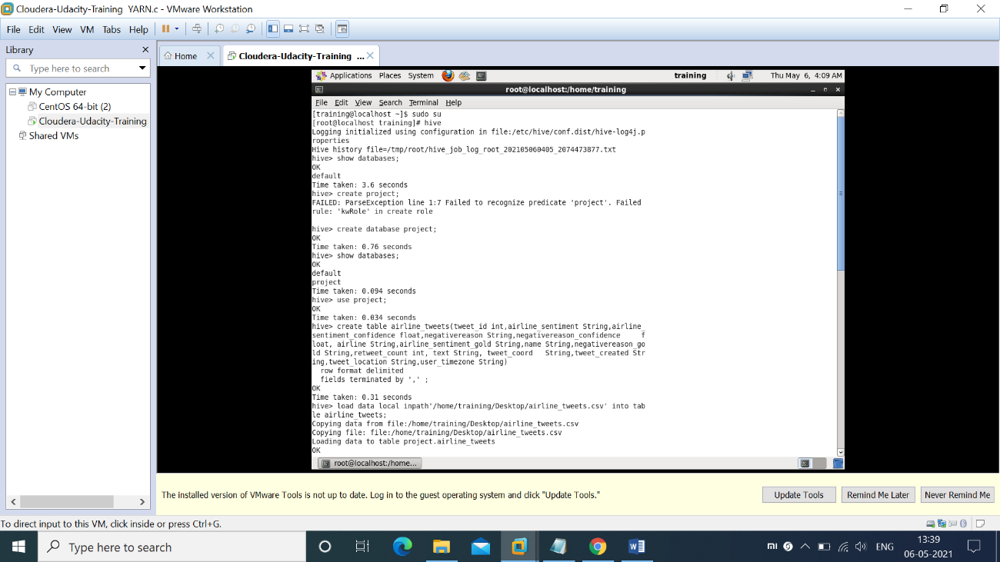 Cloudera-Udacity-Training YARN.c - VMware Workstation
File Edit View VM Tabs Help
Library
Home
Cloudera-Udacity-Training ...
Type here to search
My Computer
CentOS 64-bit (2)
Cloudera-Udacity-Training
Shared VMs
Applications Places System training Thu May 6, 4:09 AM
root@localhost:/home/training
File Edit View Search Terminal Help
[training@localhost ~]$ sudo su
[root@localhost training]# hive
Logging initialized using configuration in file:/etc/hive/conf.dist/hive-log4j.p
roperties
Hive history file=/tmp/root/hive_job_log_root_202105060405_2074473877.txt
hive> show databases;
OK
default
Time taken: 3.6 seconds
hive> create project;
FAILED: ParseException line 1:7 Failed to recognize predicate 'project'. Failed
rule: 'kwRole' in create role
hive> create database project;
OK
Time taken: 0.76 seconds
hive> show databases;
OK
default
project
Time taken: 0.094 seconds
hive> use project;
OK
Time taken: 0.034 seconds
hive> create table airline_tweets(tweet_id int,airline_sentiment String,airline_
sentiment_confidence float,negativereason String,negativereason_confidence f
loat, airline String,airline_sentiment_gold String,name String,negativereason_go
ld String,retweet_count int, text String, tweet_coord String,tweet_created Str
ing,tweet_location String,user_timezone String)
row format delimited
fields terminated by ',' ;
OK
Time taken: 0.31 seconds
hive> load data local inpath'/home/training/Desktop/airline_tweets.csv' into tab
le airline_tweets;
Copying data from file:/home/training/Desktop/airline_tweets.csv
Copying file: file:/home/training/Desktop/airline_tweets.csv
Loading data to table project.airline_tweets
OK
root@localhost:/home...
The installed version of VMware Tools is not up to date. Log in to the guest operating system and click "Update Tools."
Update Tools Remind Me Later Never Remind Me
To direct input to this VM, click inside or press Ctrl+G.
Type here to search
ENG
13:39
06-05-2021